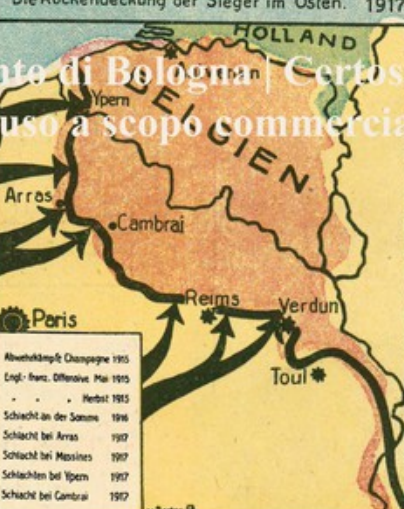 Die Rückendeckung der Sieger im Osten. 1917
HOLLAND
nto di Bologna | Certos
uso a scopo commercia
Ypern
BELGIEN
Arras
Cambrai
Reims
Verdun
Paris
Toul
Abwehrkämpfe Champagne 1915
Engl.-franz. Offensive Mai 1915
" " Herbst 1915
Schlacht an der Somme 1916
Schlacht bei Arras 1917
Schlacht bei Messines 1917
Schlachten bei Ypern 1917
Schlacht bei Cambrai 1917